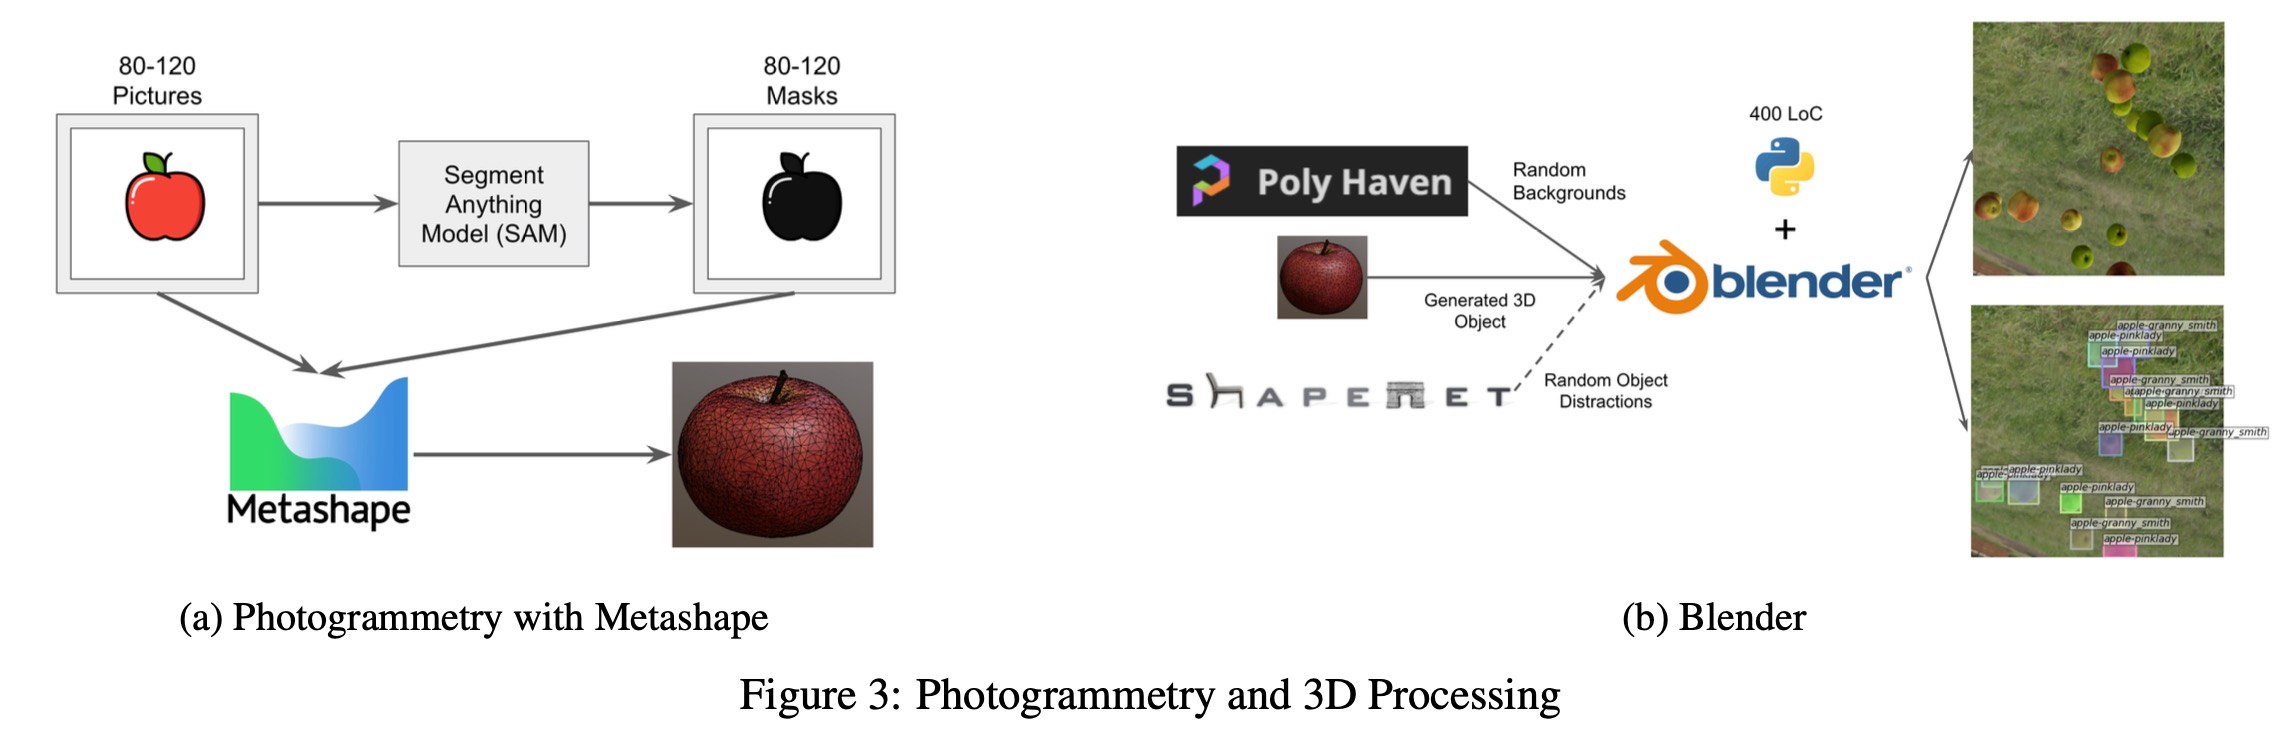 80-120
Pictures
80-120
Masks
Segment
Anything
Model (SAM)
Metashape
(a) Photogrammetry with Metashape
400 LoC
Poly Haven
Random
Backgrounds
+
blender
Generated 3D
Object
SHAPENET
Random Object
Distractions
apple-granny_smith
apple-pinklady
apple-pinklady
apple-granny_smith
apple-granny_smith
apple-pinklady
apple-pinklady
apple-granny_smith
apple-pinklady
apple-pinklady
apple-granny_smith
apple-granny_smith
apple-pinklady
(b) Blender
Figure 3: Photogrammetry and 3D Processing